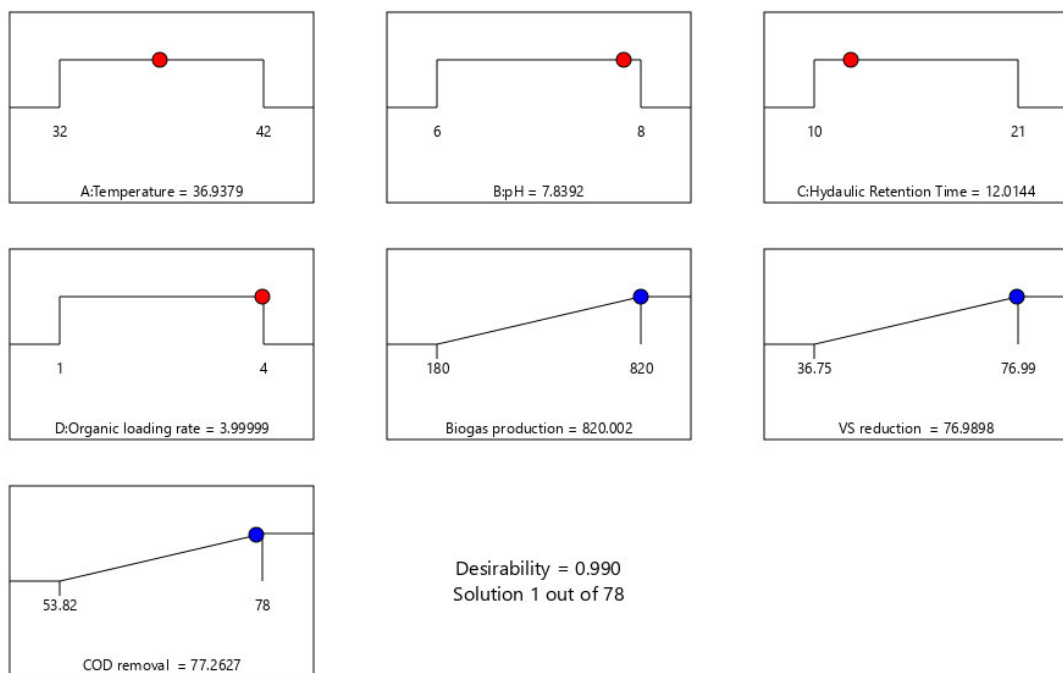 32 42
A:Temperature = 36.9379
6 8
B:pH = 7.8392
10 21
C:Hydaulic Retention Time = 12.0144
1 4
D:Organic loading rate = 3.99999
180 820
Biogas production = 820.002
36.75 76.99
VS reduction = 76.9898
53.82 78
COD removal = 77.2627
Desirability = 0.990
Solution 1 out of 78